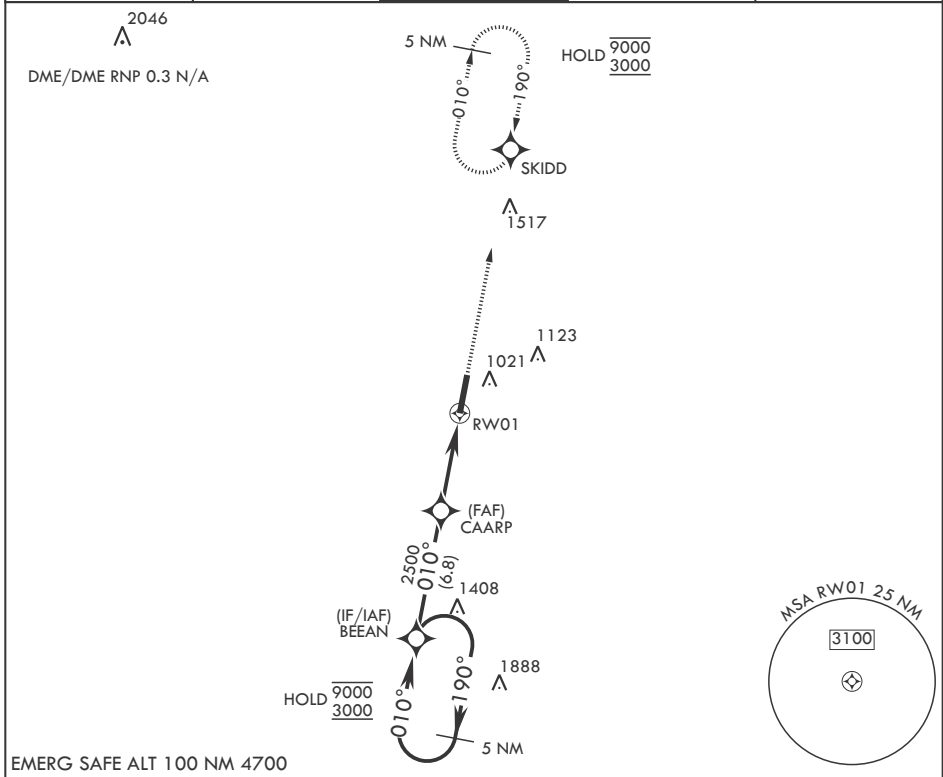 2046
DME/DME RNP 0.3 N/A
5 NM
HOLD 9000
3000
010°
190°
SKIDD
1517
1123
1021
RW01
(FAF)
CAARP
2500
010°
(6.8)
1408
(IF/IAF)
BEEAN
1888
HOLD 9000
3000
010°
190°
5 NM
MSA RW01 25 NM
3100
EMERG SAFE ALT 100 NM 4700